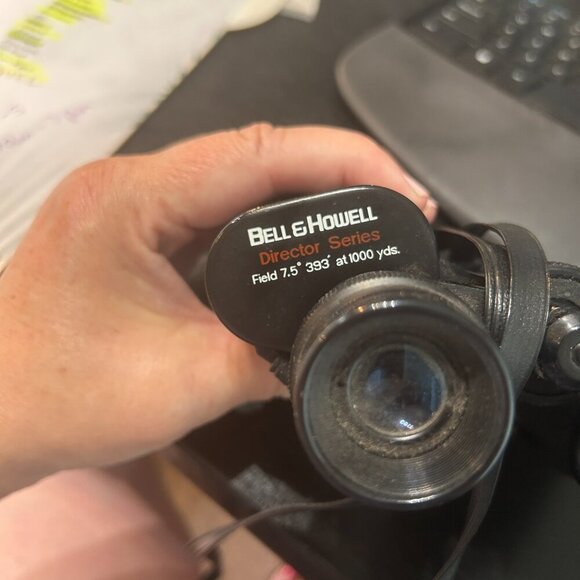 BELL & HOWELL
Director Series
Field 7.5° 393' at 1000 yds.